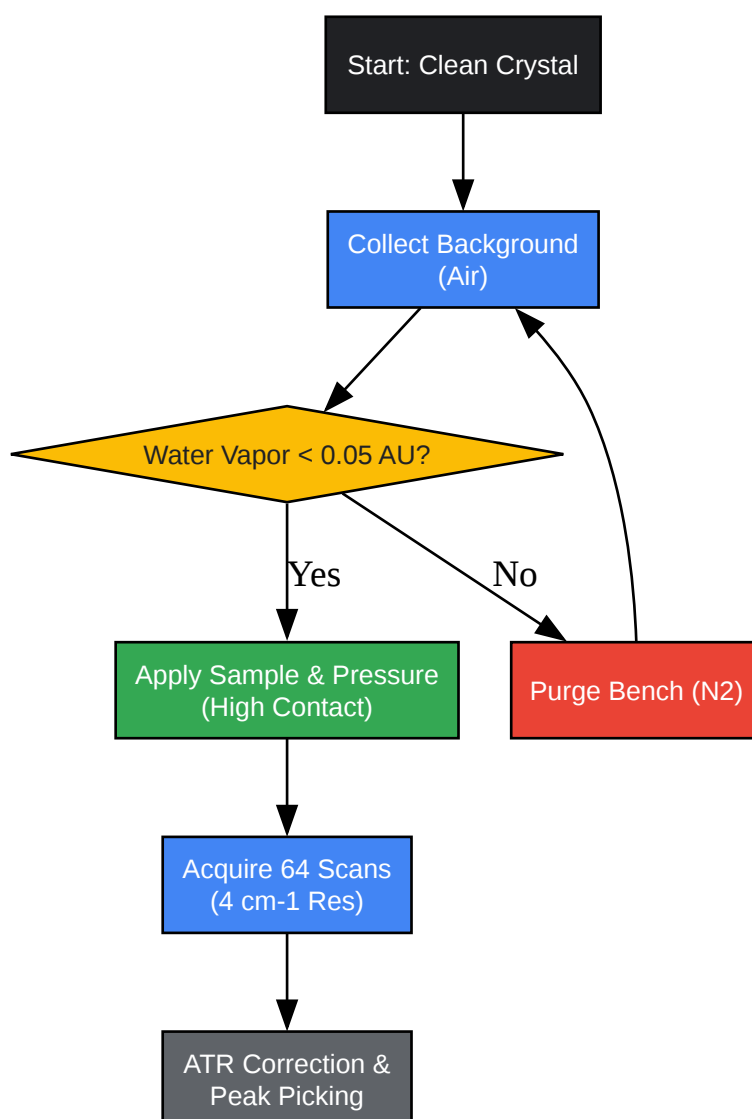 Start: Clean Crystal
Collect Background
(Air)
Water Vapor < 0.05 AU?
Yes
No
Apply Sample & Pressure
(High Contact)
Purge Bench (N2)
Acquire 64 Scans
(4 cm-1 Res)
ATR Correction &
Peak Picking